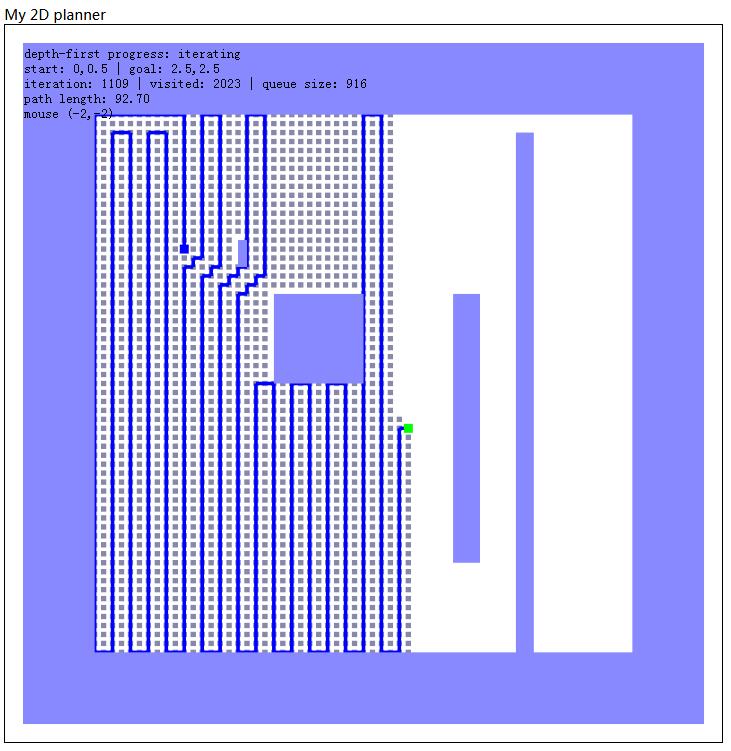 My 2D planner
depth-first progress: iterating
start: 0,0.5 | goal: 2.5,2.5
iteration: 1109 | visited: 2023 | queue size: 916
path length: 92.70
mouse (-2,-2)